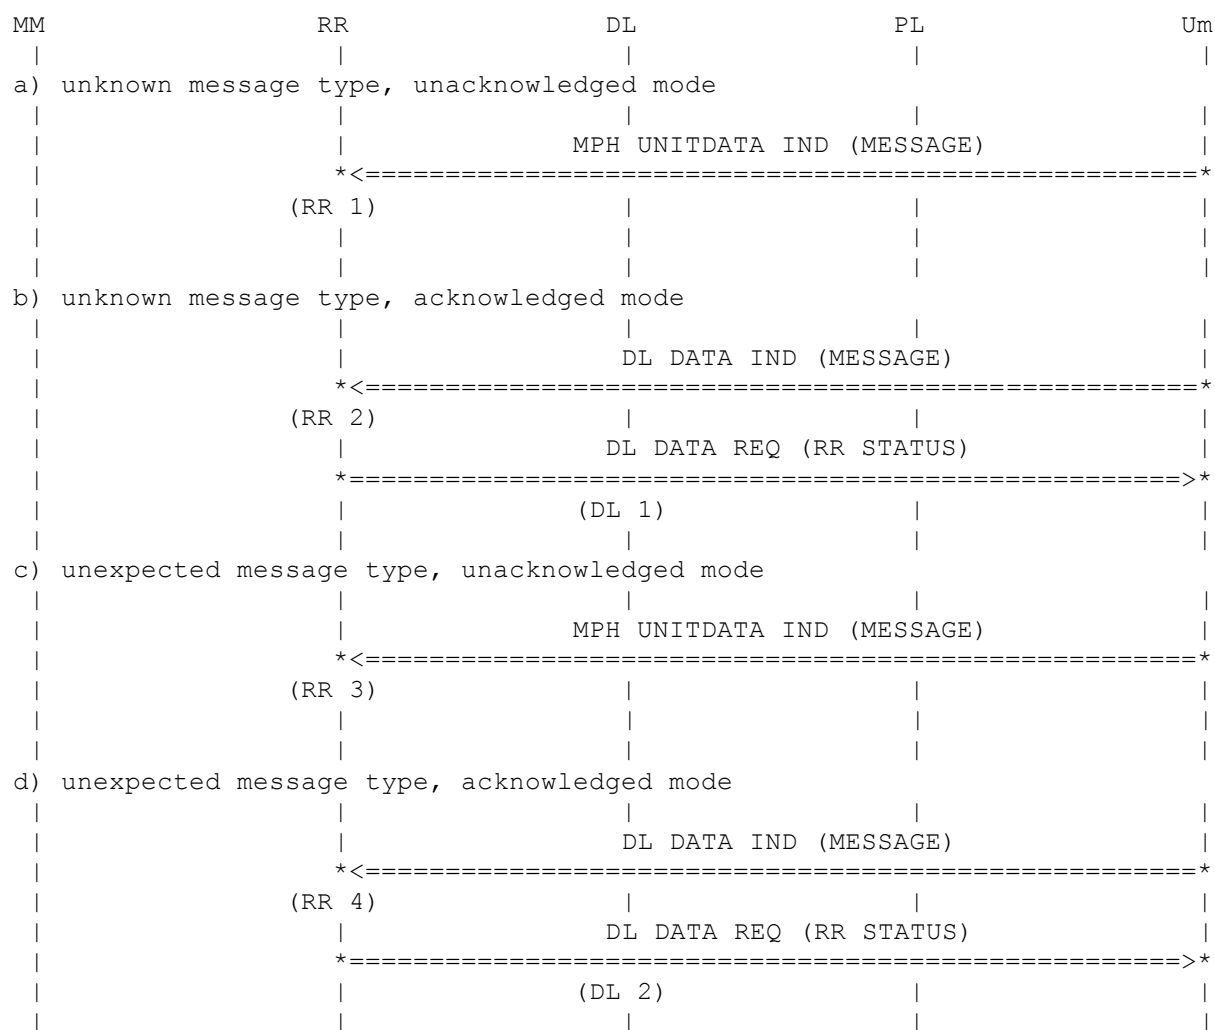 MM RR DL PL Um
a) unknown message type, unacknowledged mode
MPH UNITDATA IND (MESSAGE)
*<====================================================*
(RR 1)
b) unknown message type, acknowledged mode
DL DATA IND (MESSAGE)
*<====================================================*
(RR 2)
DL DATA REQ (RR STATUS)
*====================================================>*
(DL 1)
c) unexpected message type, unacknowledged mode
MPH UNITDATA IND (MESSAGE)
*<====================================================*
(RR 3)
d) unexpected message type, acknowledged mode
DL DATA IND (MESSAGE)
*<====================================================*
(RR 4)
DL DATA REQ (RR STATUS)
*====================================================>*
(DL 2)